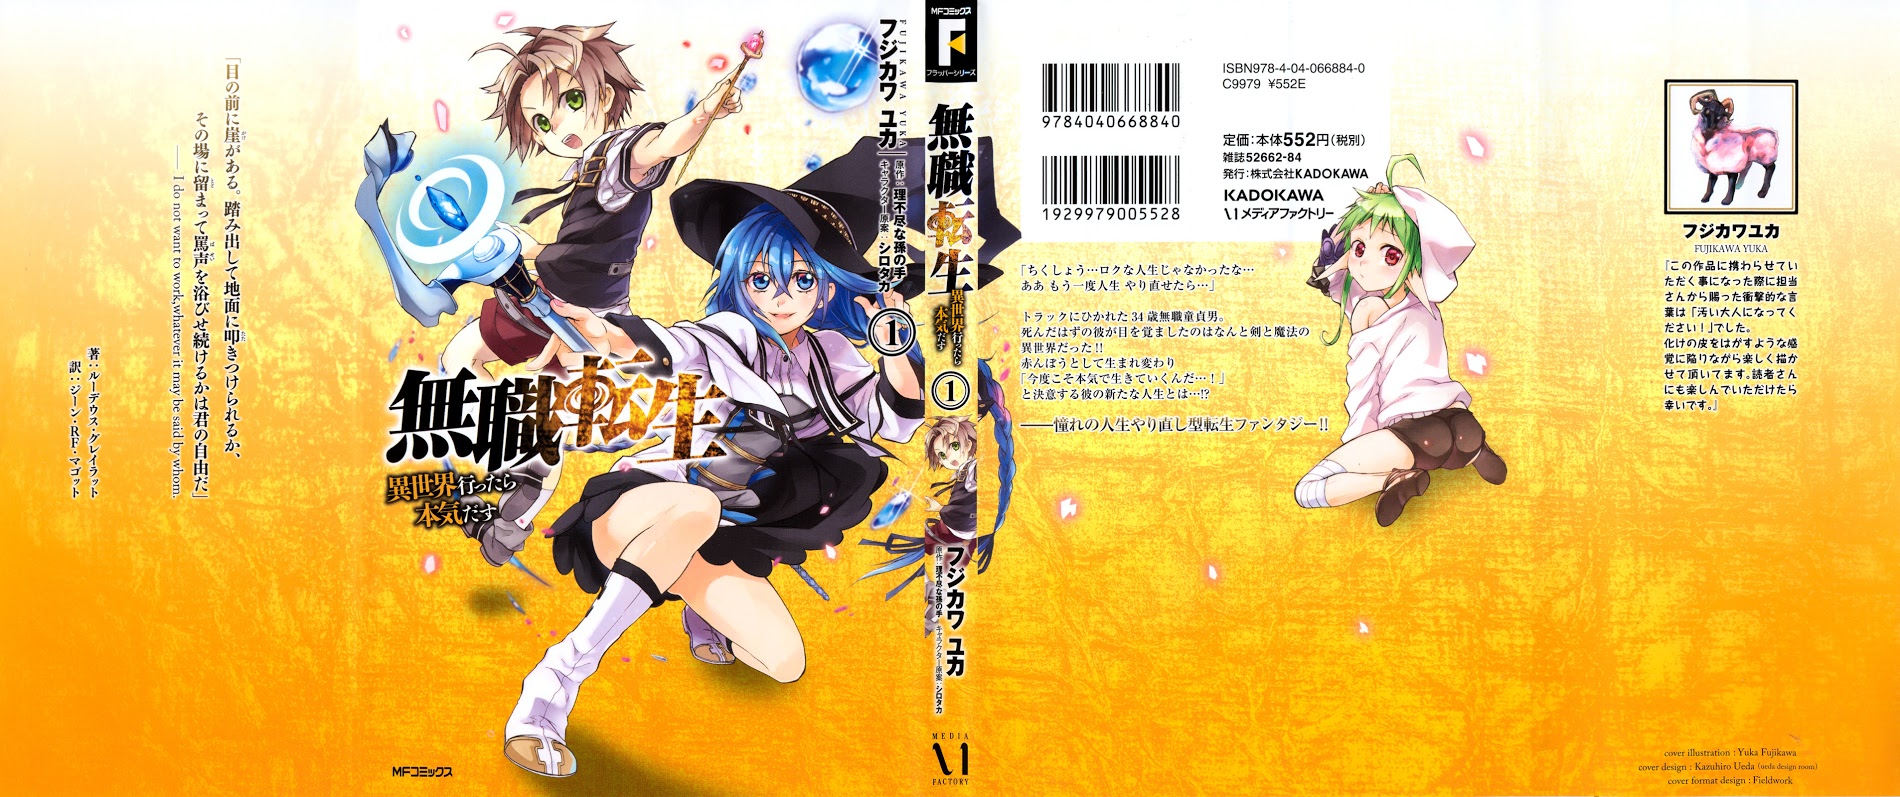 「目の前に崖がある。踏み出して地面に叩きつけられるか、
その場に留まって罵声を浴びせ続けるかは君の自由だ」
―― I do not want to work,whatever it may be said by whom.
著：ルーデウス・グレイラット
訳：ジーン・RF・マゴット
フジカワ ユカ
FUJIKAWA YUKA
原作：理不尽な孫の手
キャラクター原案：シロタカ
1
無職転生
異世界行ったら
本気だす
MFコミックス
MFコミックス
F
フラッパーシリーズ
無職転生
異世界行ったら
本気だす
1
フジカワ ユカ
原作：理不尽な孫の手 キャラクター原案：シロタカ
MEDIA
FACTORY
9784040668840
1929979005528
ISBN978-4-04-066884-0
C9979 ¥552E
定価：本体552円（税別）
雑誌52662-84
発行：株式会社KADOKAWA
KADOKAWA
メディアファクトリー
「ちくしょう…ロクな人生じゃなかったな…
ああ もう一度人生 やり直せたら…」
トラックにひかれた34歳無職童貞男。
死んだはずの彼が目を覚ましたのはなんと剣と魔法の
異世界だった!!
赤んぼうとして生まれ変わり
「今度こそ本気で生きていくんだ…！」
と決意する彼の新たな人生とは…!?
――憧れの人生やり直し型転生ファンタジー!!
フジカワユカ
FUJIKAWA YUKA
『この作品に携わらせてい
ただく事になった際に担当
さんから賜った衝撃的な言
葉は「汚い大人になってく
ださい！」でした。
化けの皮をはがすような感
覚に陥りながら楽しく描か
せて頂いてます。読者さん
にも楽しんでいただけたら
幸いです。』
cover illustration : Yuka Fujikawa
cover design : Kazuhiro Ueda (ueda design room)
cover format design : Fieldwork